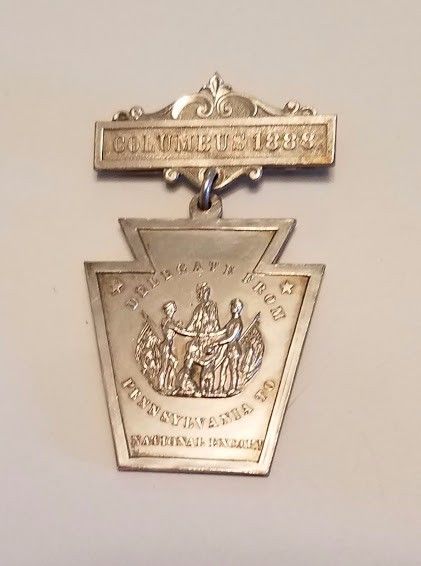 COLUMBUS 1888
DELEGATE FROM
PENNSYLVANIA TO
NATIONAL ENCAMP